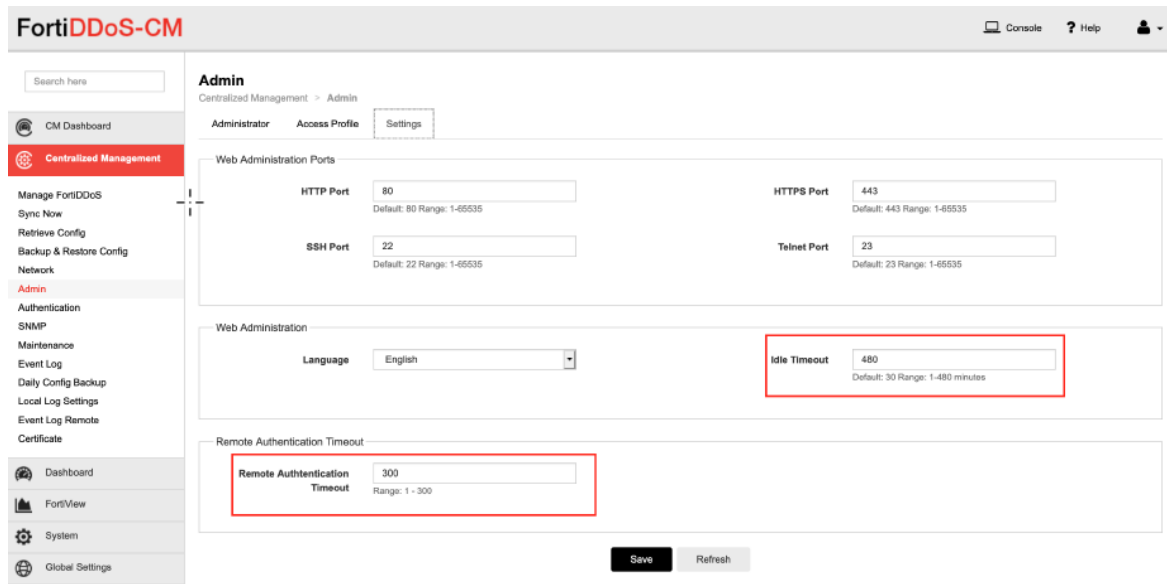 FortiDDoS-CM
Console
? Help
Search here
CM Dashboard
Centralized Management
Manage FortiDDoS
Sync Now
Retrieve Config
Backup & Restore Config
Network
Admin
Authentication
SNMP
Maintenance
Event Log
Daily Config Backup
Local Log Settings
Event Log Remote
Certificate
Dashboard
FortiView
System
Global Settings
Admin
Centralized Management > Admin
Administrator Access Profile Settings
Web Administration Ports
HTTP Port 80
Default: 80 Range: 1-65535
HTTPS Port 443
Default: 443 Range: 1-65535
SSH Port 22
Default: 22 Range: 1-65535
Telnet Port 23
Default: 23 Range: 1-65535
Web Administration
Language English
Idle Timeout 480
Default: 30 Range: 1-480 minutes
Remote Authentication Timeout
Remote Authtentication
Timeout
300
Range: 1 - 300
Save Refresh